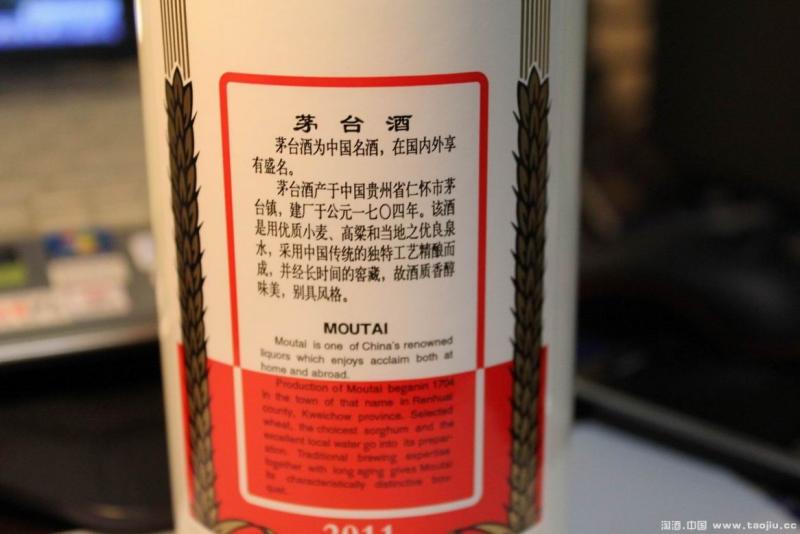 茅台酒
茅台酒为中国名酒，在国内外享
有盛名。
茅台酒产于中国贵州省仁怀市茅
台镇，建厂于公元一七〇四年。该酒
是用优质小麦、高粱和当地之优良泉
水，采用中国传统的独特工艺精酿而
成，并经长时间的窖藏，故酒质香醇
味美，别具风格。
MOUTAI
Moutai is one of China's renowned
liquors which enjoys acclaim both at
home and abroad.
Production of Moutai beganin 1704
in the town of that name in Renhuai
county, Kweichow province. Selected
wheat, the choicest sorghum and the
excellent local water go into its prepar-
ation. Traditional brewing expertise
together with long aging gives Moutai
its characteristically distinctive bou-
quet.
2011
淘酒.中国 www.taojiu.cc